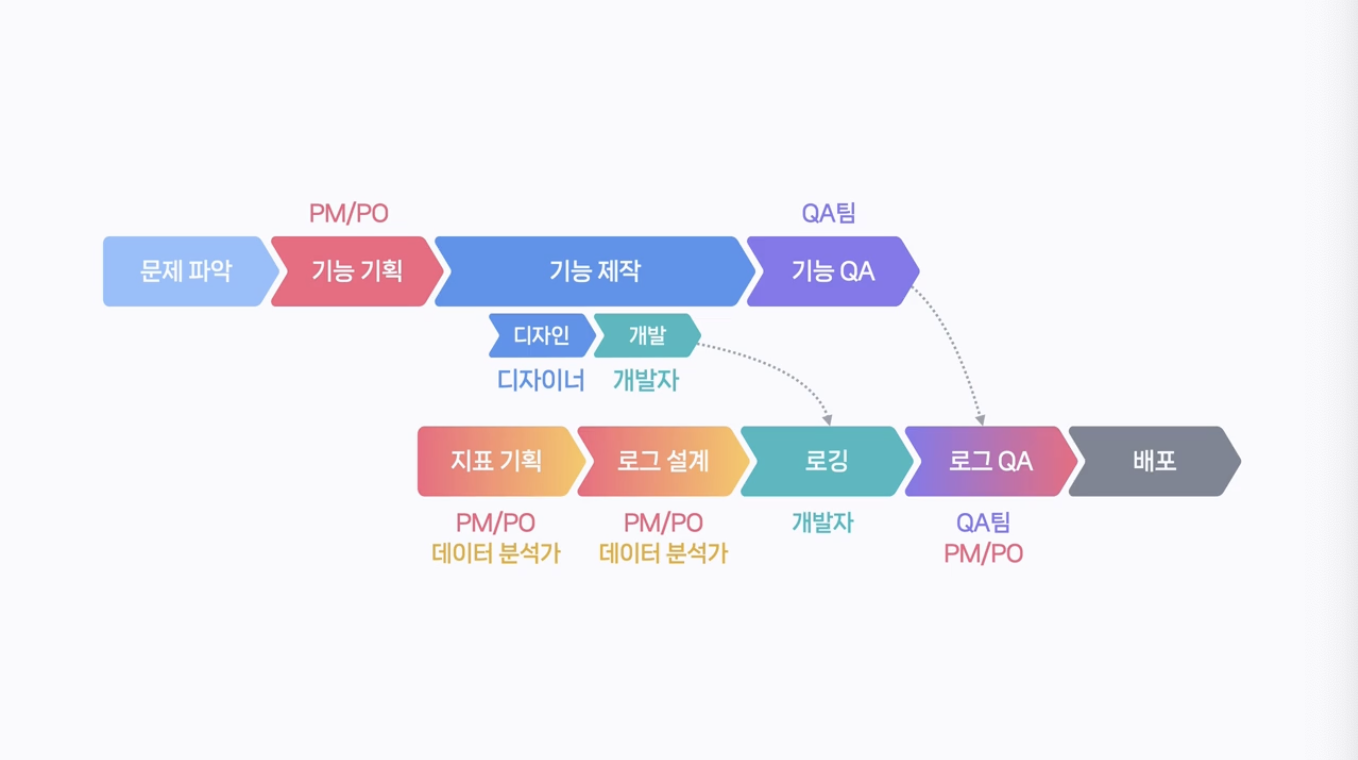 PM/PO
QA팀
문제 파악
기능 기획
기능 제작
기능 QA
디자인
개발
디자이너
개발자
지표 기획
로그 설계
로깅
로그 QA
배포
PM/PO
데이터 분석가
PM/PO
데이터 분석가
개발자
QA팀
PM/PO